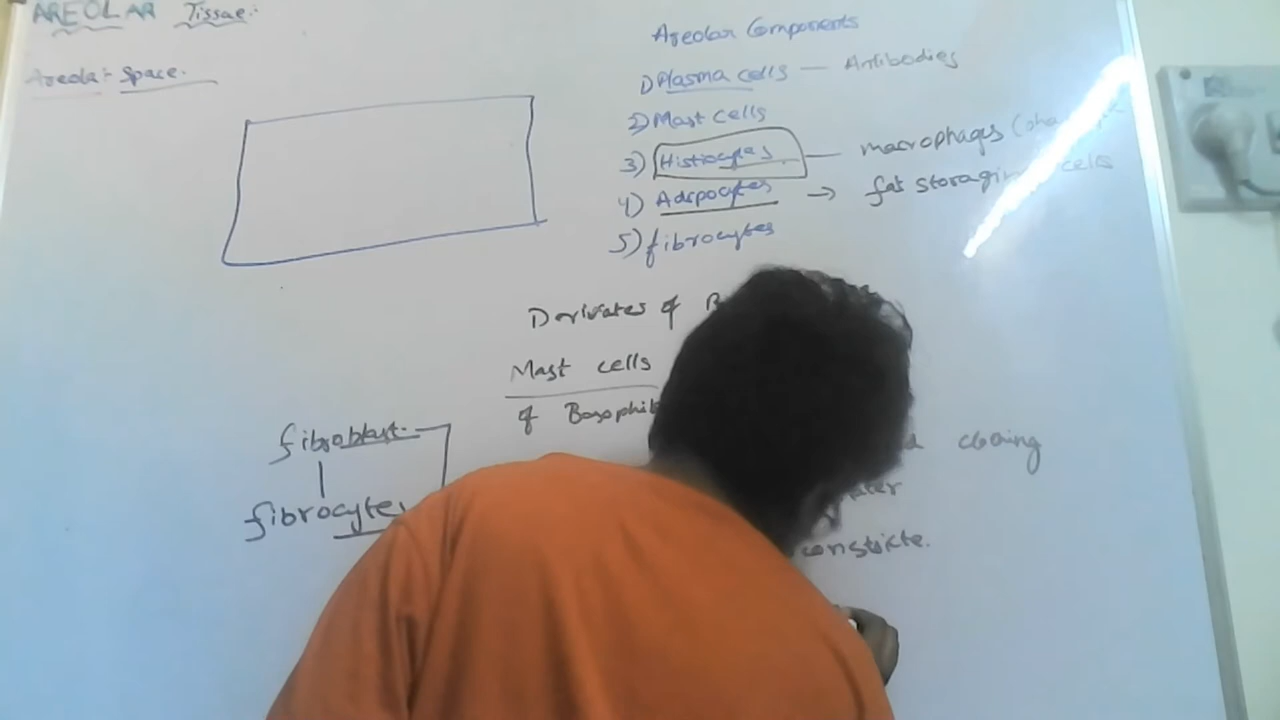 AREOLAR Tissue:-
Areolar Space.
Areolar Components
1) Plasma cells — Antibodies
2) Mast cells
3) Histiocytes — macrophages
4) Adipocytes → fat storaging cells
5) fibrocytes
Derivates of
Mast cells
of Basophil
fibroblast
fibrocytes
cloaing
constricte.